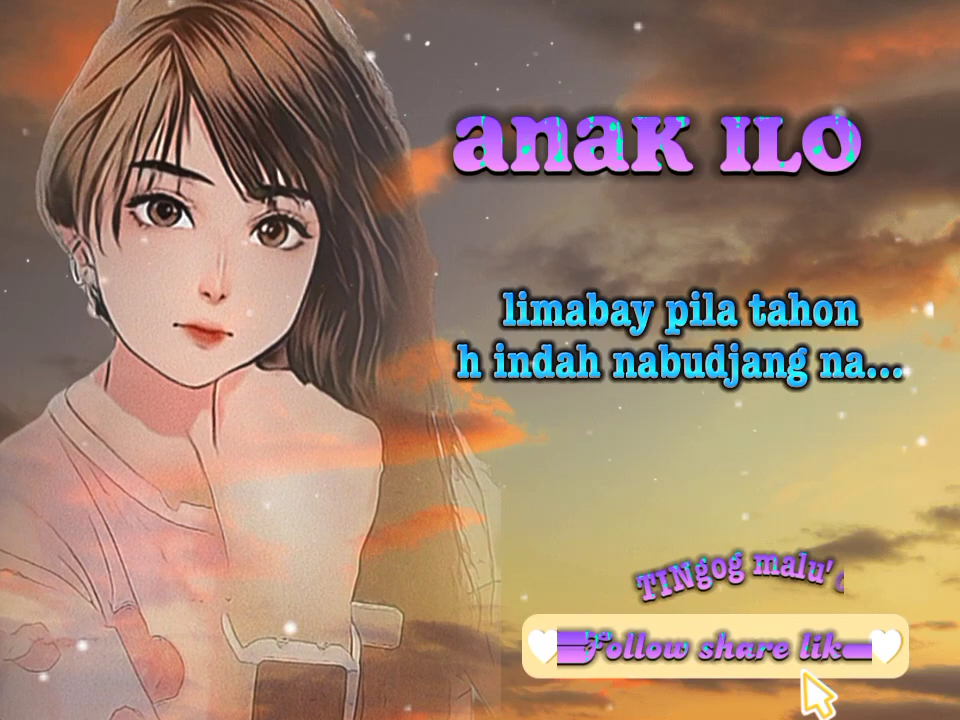 anak ILO
limabay pila tahon
h indah nabudjang na...
TINgog malu'
Follow share lik